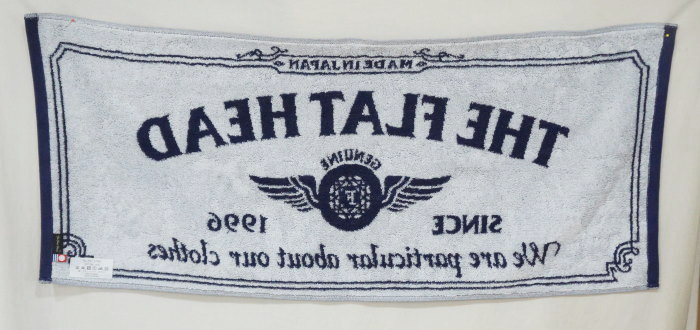 MADE IN JAPAN
THE FLAT HEAD
GENUINE
F
SINCE 1996
We are particular about our clothes